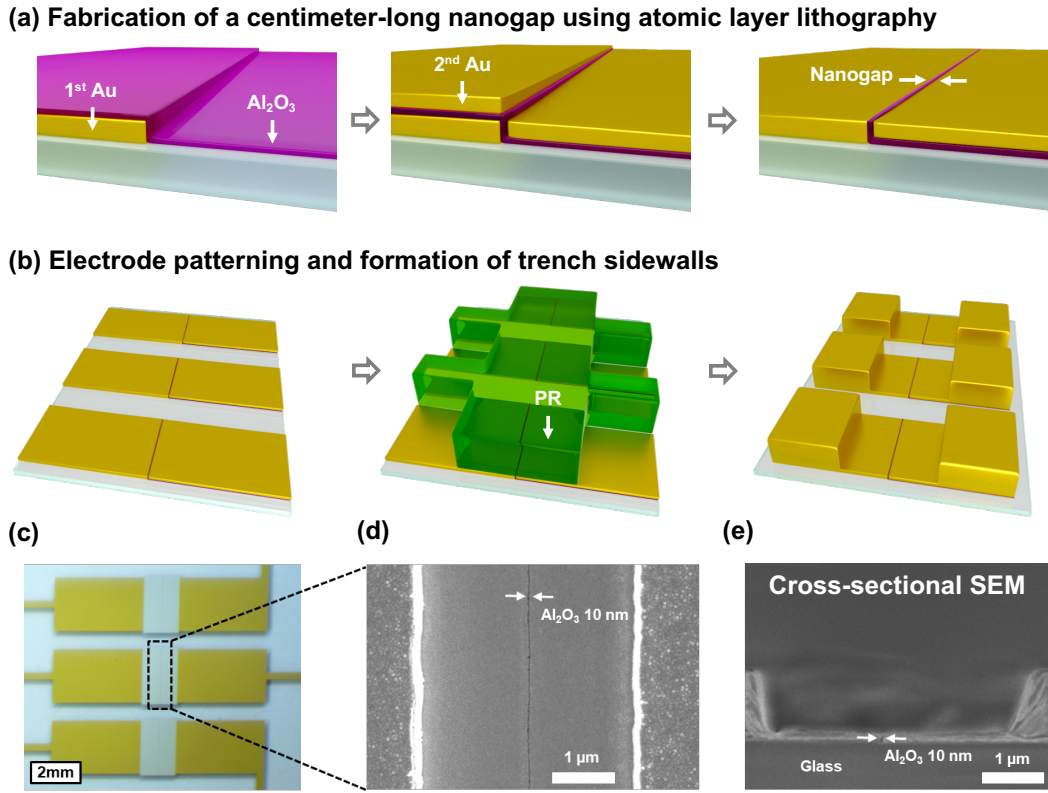 (a) Fabrication of a centimeter-long nanogap using atomic layer lithography
1st Au
Al2O3
2nd Au
Nanogap
(b) Electrode patterning and formation of trench sidewalls
PR
(c)
(d)
(e)
2mm
Al2O3 10 nm
1 µm
Cross-sectional SEM
Al2O3 10 nm
Glass
1 µm